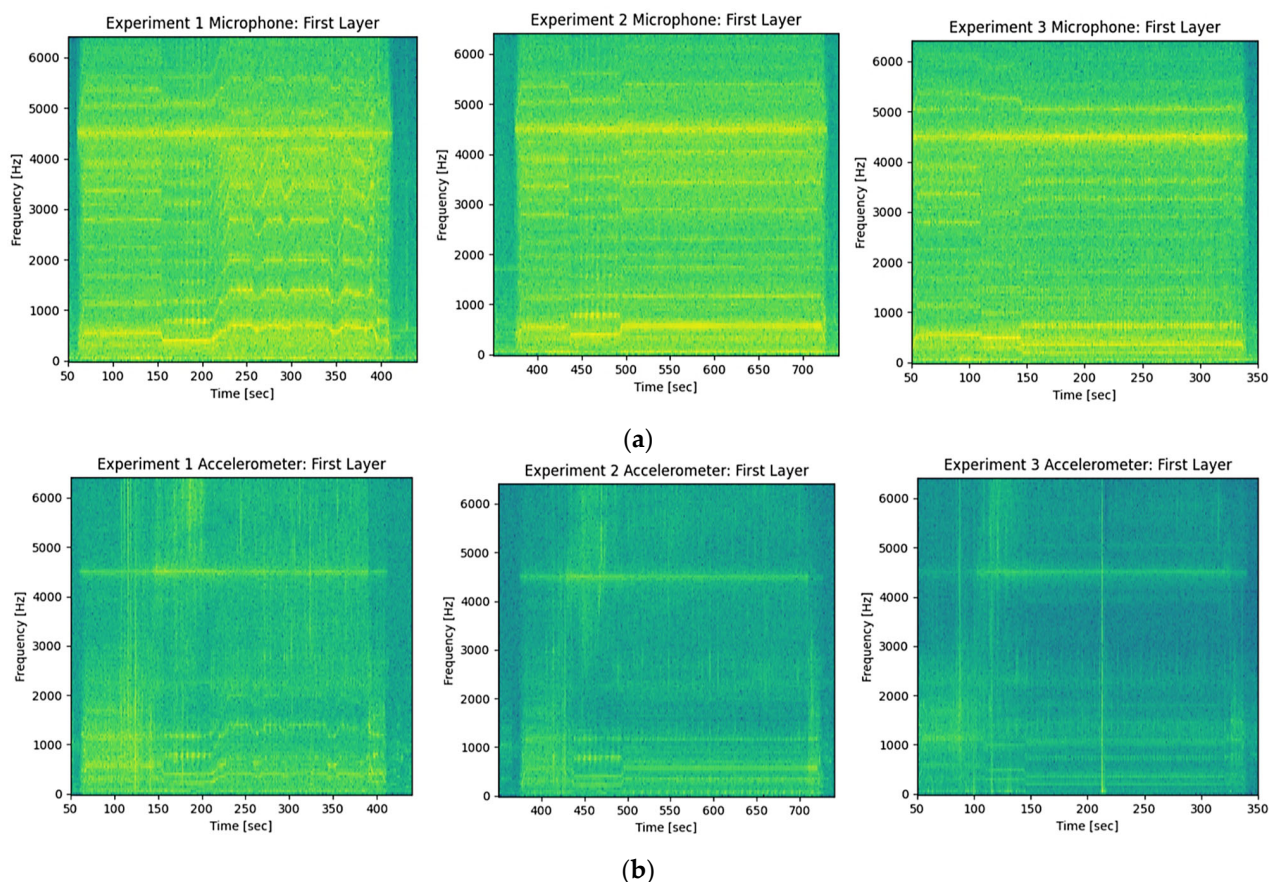 Experiment 1 Microphone: First Layer
Experiment 2 Microphone: First Layer
Experiment 3 Microphone: First Layer
Frequency [Hz]
6000
5000
4000
3000
2000
1000
0
50 100 150 200 250 300 350 400
Time [sec]
Frequency [Hz]
6000
5000
4000
3000
2000
1000
0
400 450 500 550 600 650 700
Time [sec]
Frequency [Hz]
6000
5000
4000
3000
2000
1000
0
50 100 150 200 250 300 350
Time [sec]
(a)
Experiment 1 Accelerometer: First Layer
Experiment 2 Accelerometer: First Layer
Experiment 3 Accelerometer: First Layer
Frequency [Hz]
6000
5000
4000
3000
2000
1000
0
50 100 150 200 250 300 350 400
Time [sec]
Frequency [Hz]
6000
5000
4000
3000
2000
1000
0
400 450 500 550 600 650 700
Time [sec]
Frequency [Hz]
6000
5000
4000
3000
2000
1000
0
50 100 150 200 250 300 350
Time [sec]
(b)